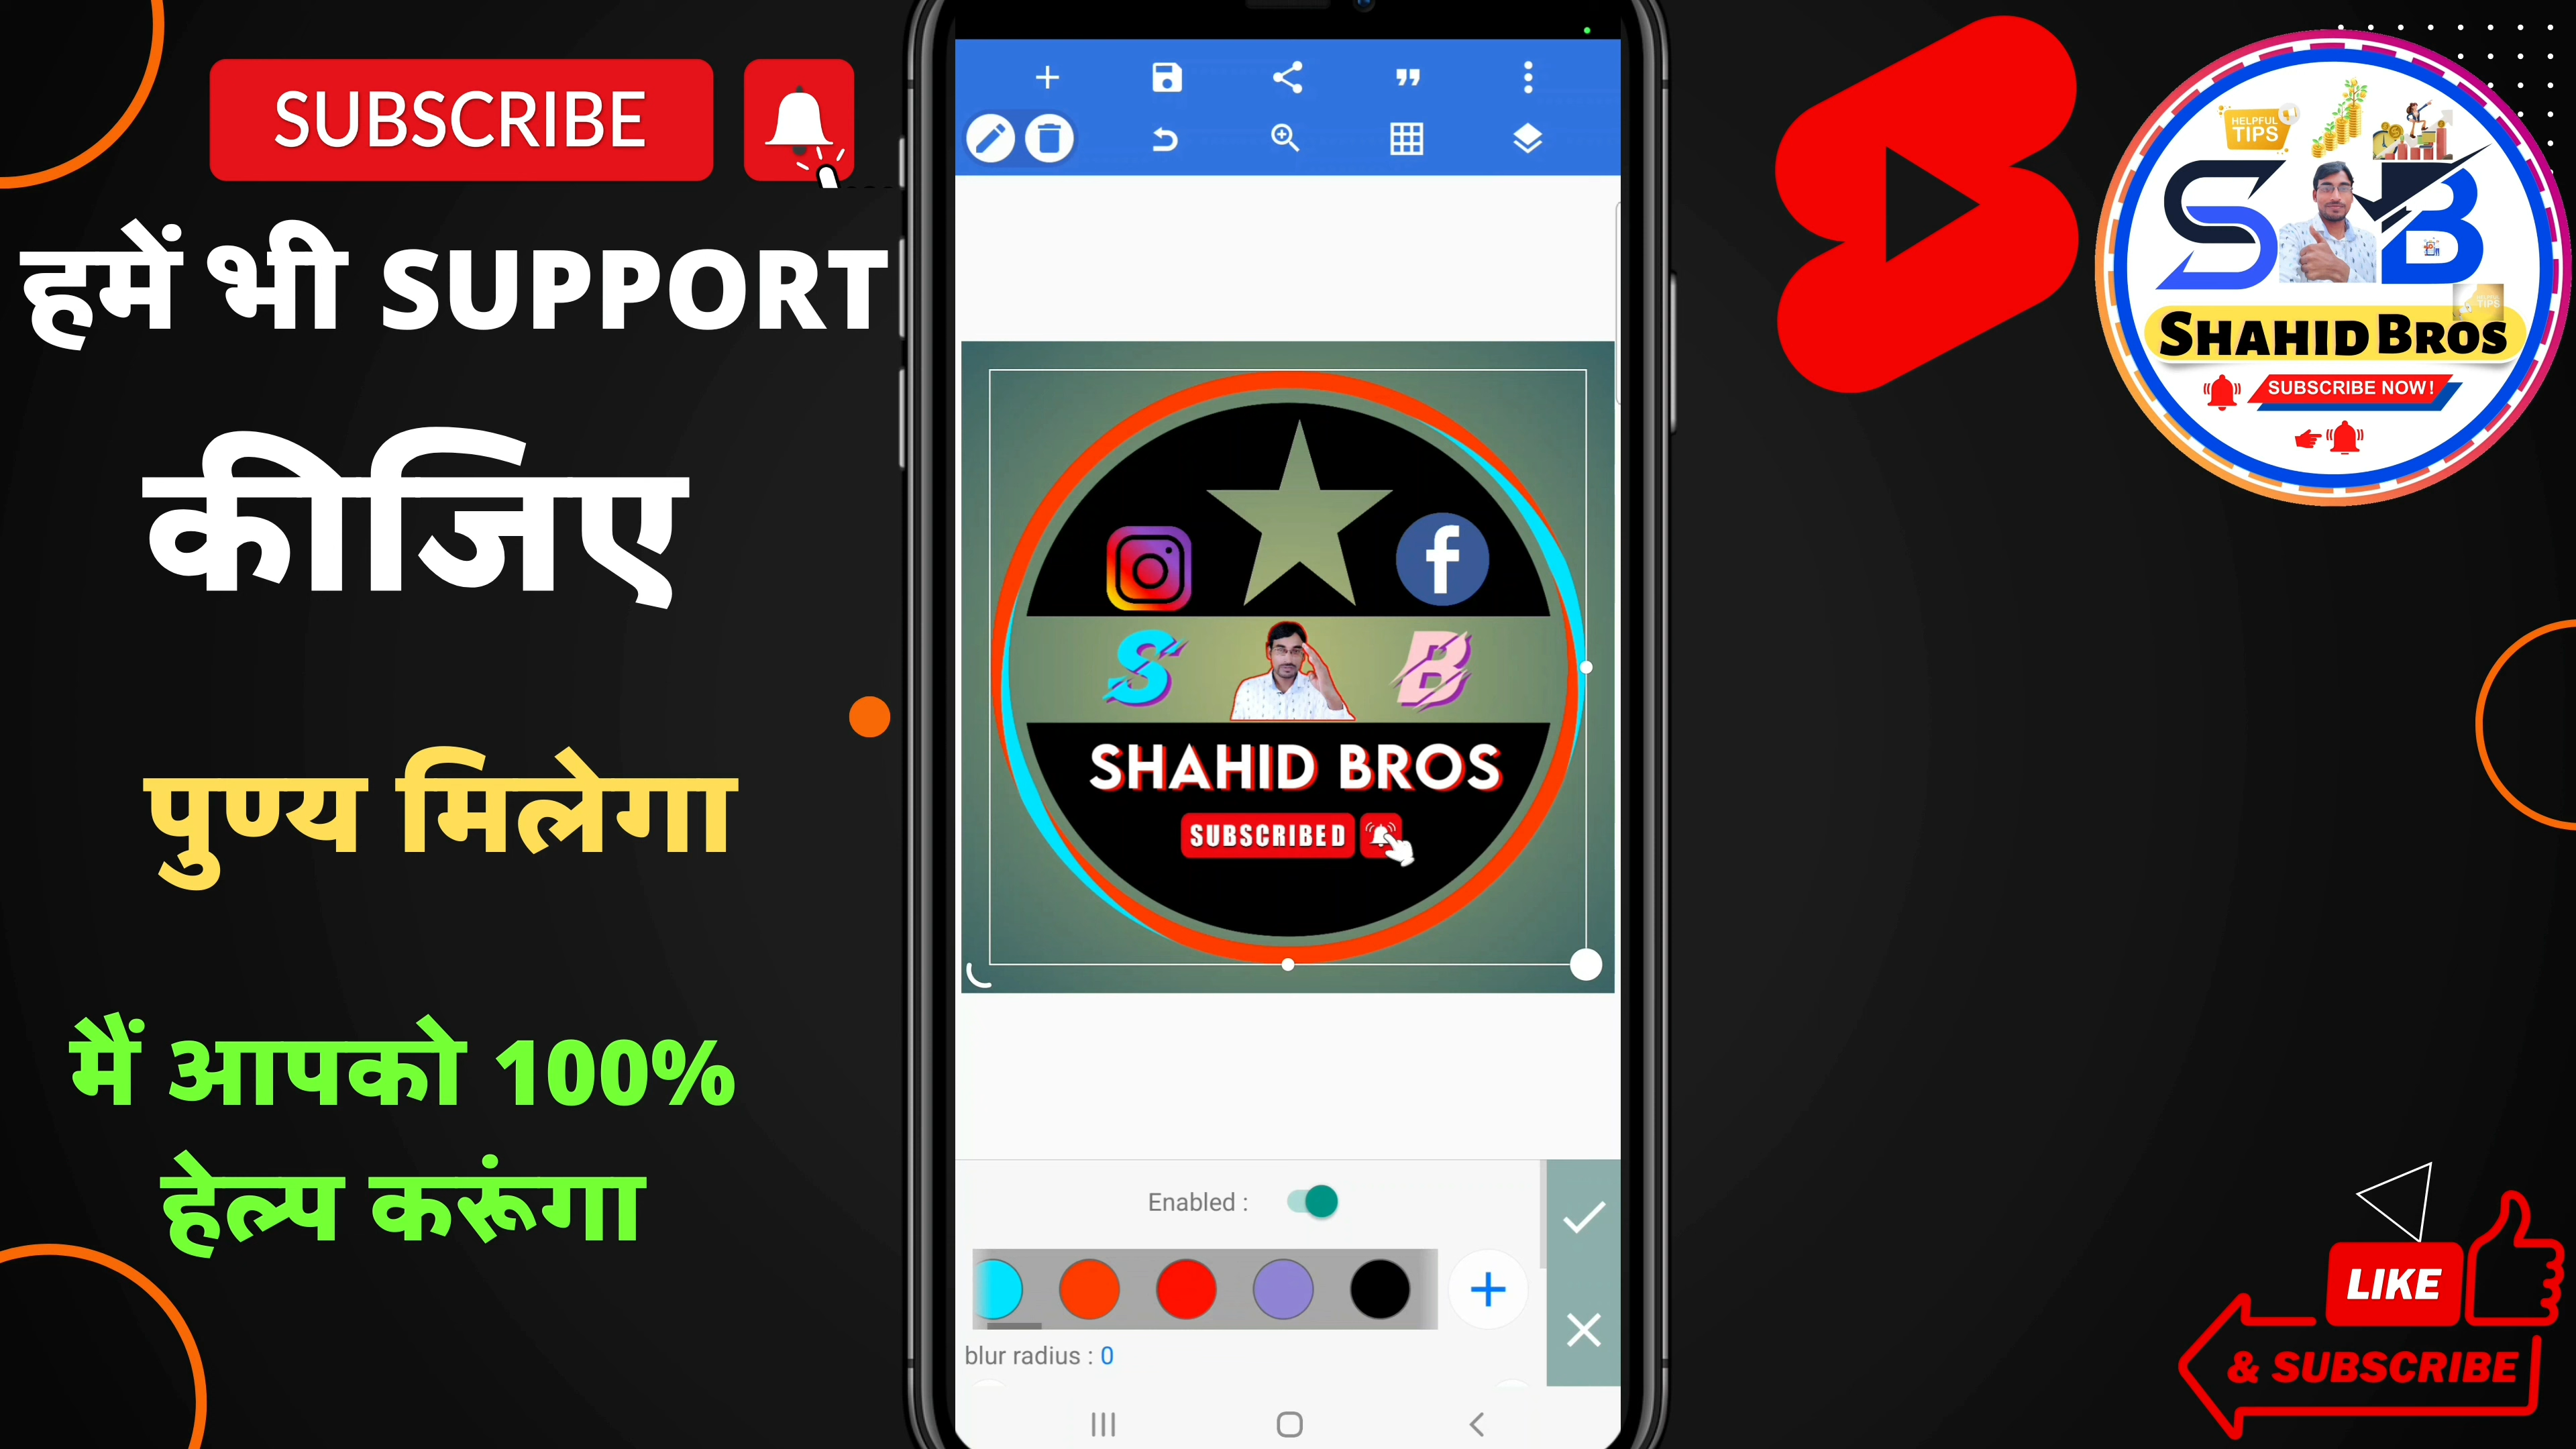 SUBSCRIBE
हमें भी SUPPORT
कीजिए
पुण्य मिलेगा
मैं आपको 100%
हेल्प करूंगा
S B
SHAHID BROS
SUBSCRIBED
Enabled :
blur radius : 0
HELPFUL
TIPS
S B
TIPS
SHAHID BROS
SUBSCRIBE NOW!
LIKE
& SUBSCRIBE